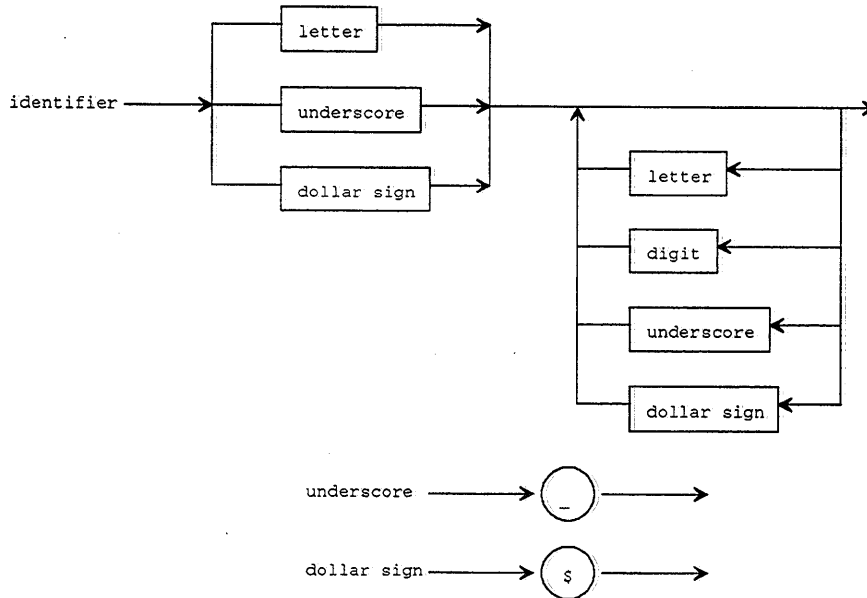 letter
identifier
underscore
dollar sign
letter
digit
underscore
dollar sign
underscore _
dollar sign $